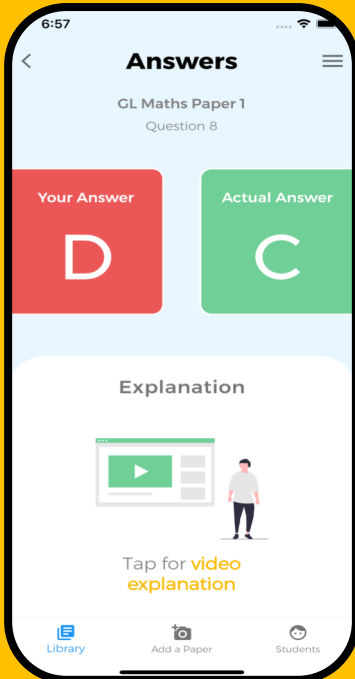 6:57
Answers
GL Maths Paper 1
Question 8
Your Answer
D
Actual Answer
C
Explanation
Tap for video
explanation
Library
Add a Paper
Students